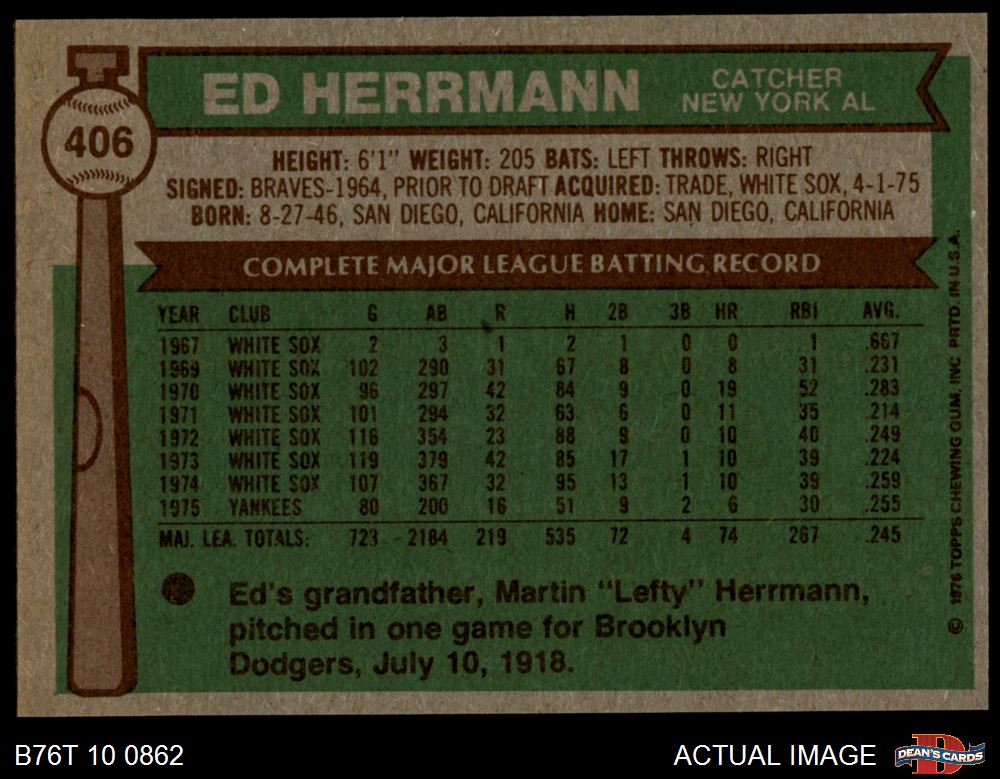 ED HERRMANN
CATCHER
NEW YORK AL
406
HEIGHT: 6'1" WEIGHT: 205 BATS: LEFT THROWS: RIGHT
SIGNED: BRAVES-1964, PRIOR TO DRAFT ACQUIRED: TRADE, WHITE SOX, 4-1-75
BORN: 8-27-46, SAN DIEGO, CALIFORNIA HOME: SAN DIEGO, CALIFORNIA
COMPLETE MAJOR LEAGUE BATTING RECORD
YEAR CLUB G AB R H 2B 3B HR RBI AVG.
1967 WHITE SOX 2 3 1 2 1 0 0 1 .667
1969 WHITE SOX 102 290 31 67 8 0 8 31 .231
1970 WHITE SOX 96 297 42 84 9 0 19 52 .283
1971 WHITE SOX 101 294 32 63 6 0 11 35 .214
1972 WHITE SOX 116 354 23 88 9 0 10 40 .249
1973 WHITE SOX 119 379 42 85 17 1 10 39 .224
1974 WHITE SOX 107 367 32 95 13 1 10 39 .259
1975 YANKEES 80 200 16 51 9 2 6 30 .255
MAJ. LEA. TOTALS: 723 2184 219 535 72 4 74 267 .245
Ed's grandfather, Martin "Lefty" Herrmann,
pitched in one game for Brooklyn
Dodgers, July 10, 1918.
© 1976 TOPPS CHEWING GUM, INC. PRTD. IN U.S.A.
B76T 10 0862
ACTUAL IMAGE
DEAN'S CARDS